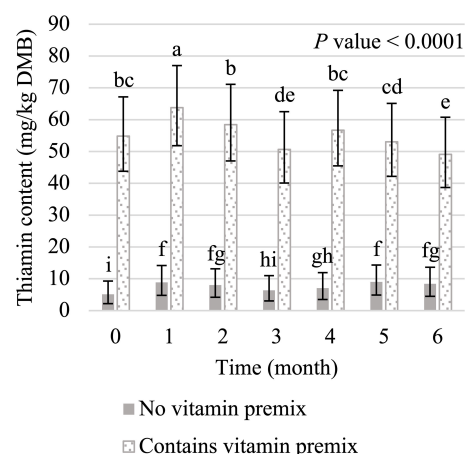 90
P value < 0.0001
80
70
60
50
40
30
20
10
0
Thiamin content (mg/kg DMB)
bc a b de bc cd e
i f fg hi gh f fg
0 1 2 3 4 5 6
Time (month)
No vitamin premix
Contains vitamin premix